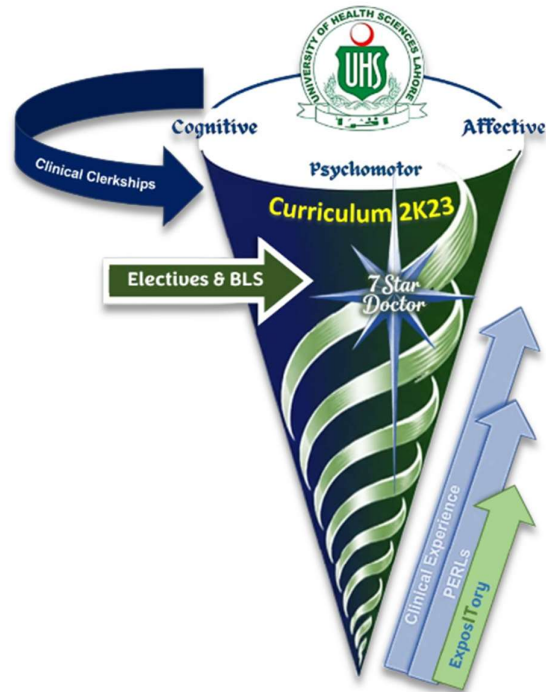 UNIVERSITY OF HEALTH SCIENCES LAHORE
UHS
اقرا
Cognitive
Affective
Psychomotor
Clinical Clerkships
Curriculum 2K23
Electives & BLS
7 Star
Doctor
Clinical Experience
PERLs
ExposITory